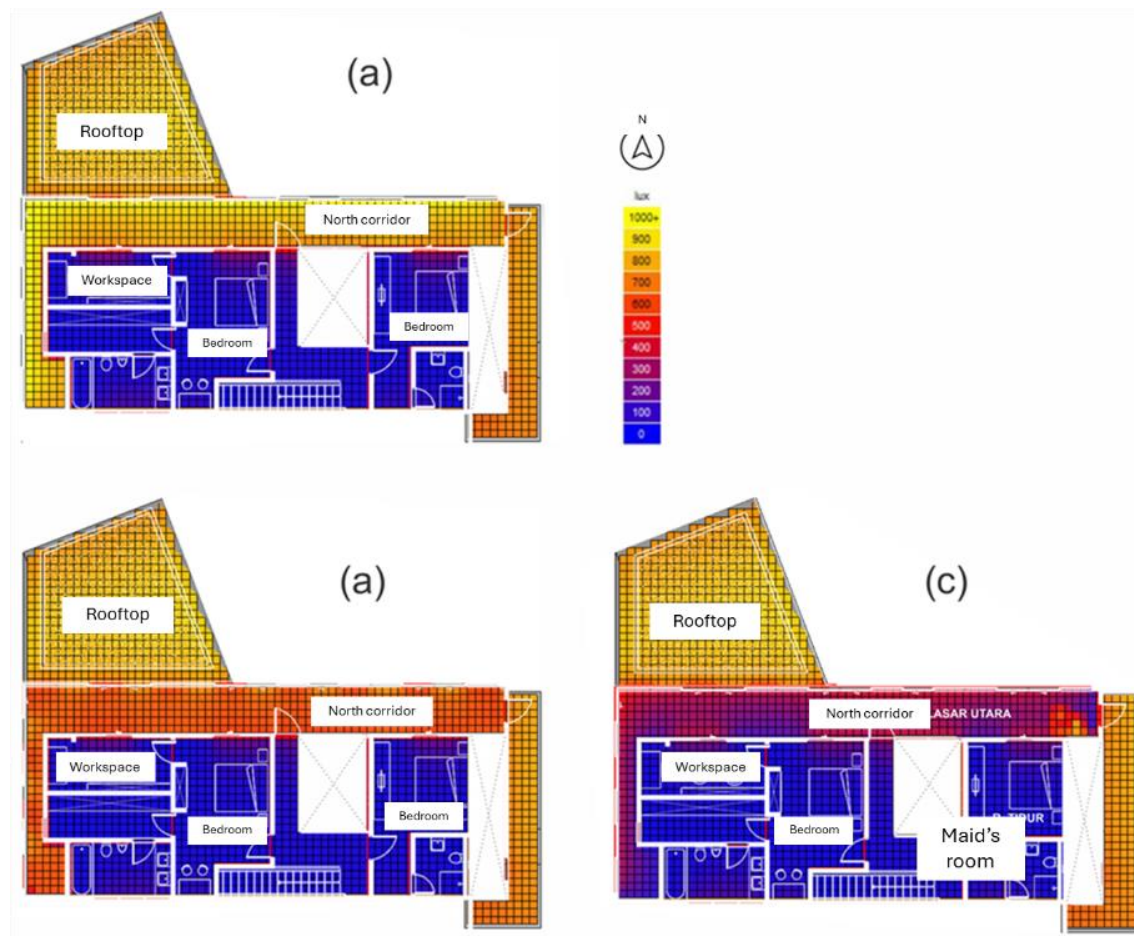 (a)
Rooftop
North corridor
Workspace
Bedroom
Bedroom
N
lux
1000+
900
800
700
600
500
400
300
200
100
0
(a)
Rooftop
North corridor
Workspace
Bedroom
Bedroom
(c)
Rooftop
North corridor
LASAR UTARA
Workspace
Bedroom
Maid's
room